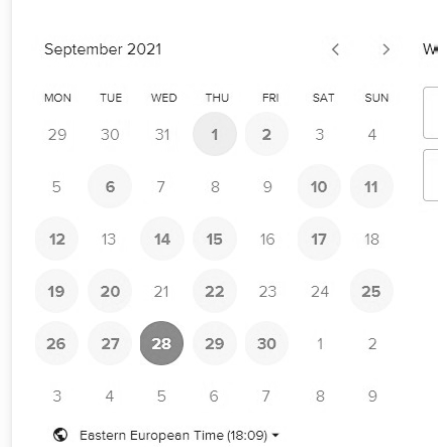 September 2021
MON TUE WED THU FRI SAT SUN
29 30 31 1 2 3 4
5 6 7 8 9 10 11
12 13 14 15 16 17 18
19 20 21 22 23 24 25
26 27 28 29 30 1 2
3 4 5 6 7 8 9
Eastern European Time (18:09)